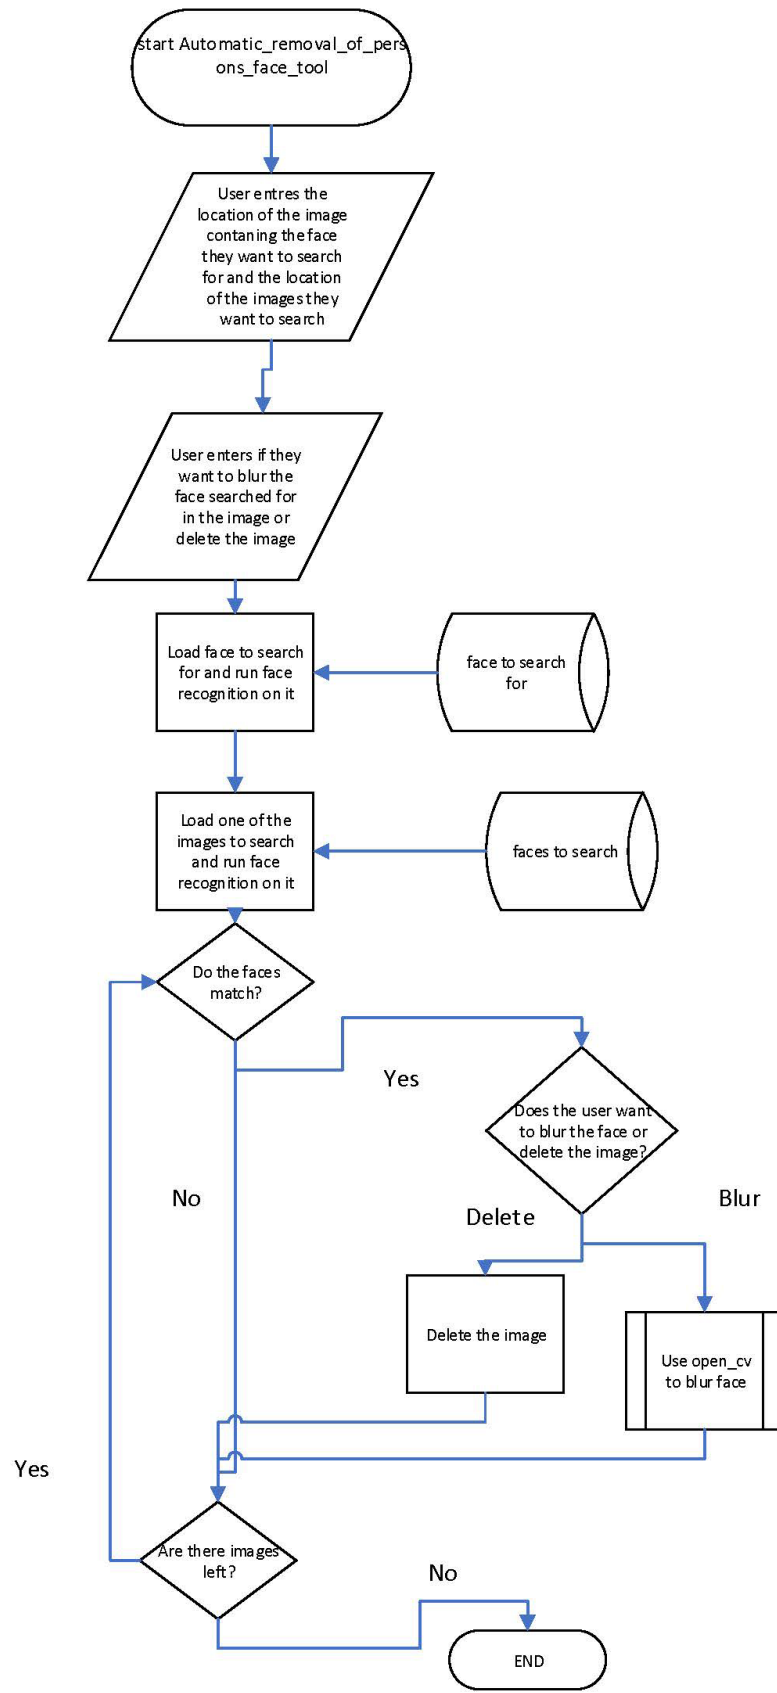 start Automatic_removal_of_pers
ons_face_tool
User entres the
location of the image
contaning the face
they want to search
for and the location
of the images they
want to search
User enters if they
want to blur the
face searched for
in the image or
delete the image
Load face to search
for and run face
recognition on it
face to search
for
Load one of the
images to search
and run face
recognition on it
faces to search
Do the faces
match?
Yes
Does the user want
to blur the face or
delete the image?
No
Delete
Blur
Delete the image
Use open_cv
to blur face
Yes
Are there images
left?
No
END